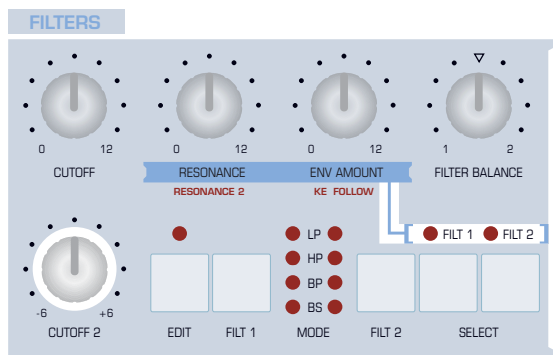 FILTERS
0 12 0 12 0 12 1 2
CUTOFF RESONANCE ENV AMOUNT FILTER BALANCE
RESONANCE 2 KE FOLLOW
LP FILT 1 FILT 2
HP
BP
BS
-6 +6
CUTOFF 2 EDIT FILT 1 MODE FILT 2 SELECT